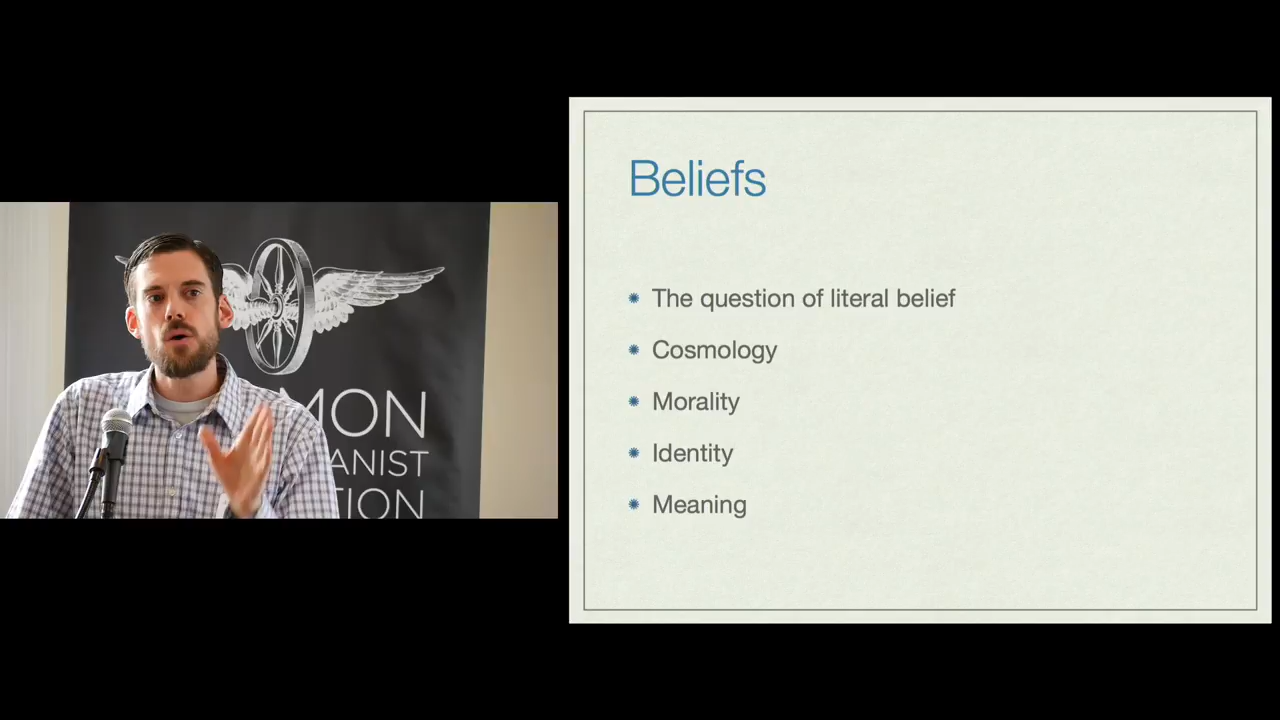 MON
ANIST
TION
Beliefs
The question of literal belief
Cosmology
Morality
Identity
Meaning